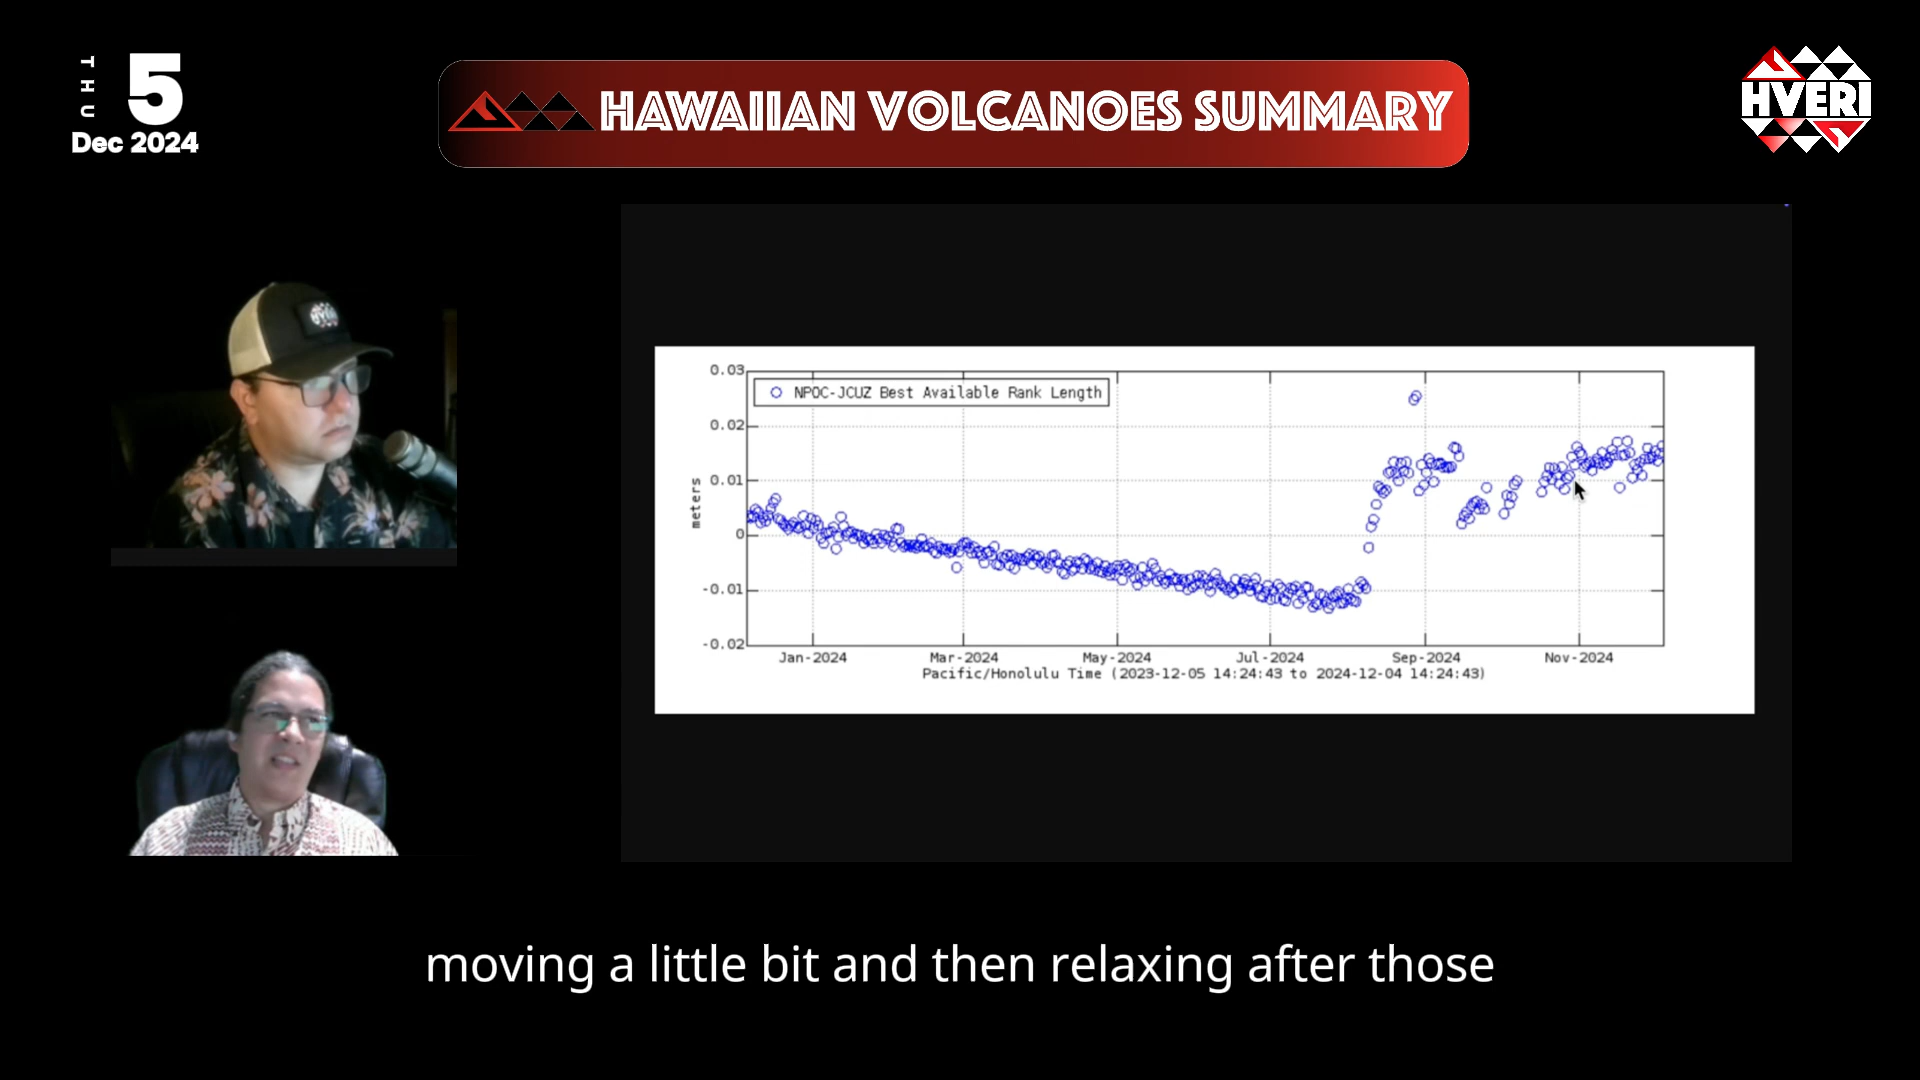 THU
5
Dec 2024
HAWAIIAN VOLCANOES SUMMARY
HVERI
0.03
0.02
0.01
0
-0.01
-0.02
meters
NPOC-JCUZ Best Available Rank Length
Jan-2024 Mar-2024 May-2024 Jul-2024 Sep-2024 Nov-2024
Pacific/Honolulu Time (2023-12-05 14:24:43 to 2024-12-04 14:24:43)
moving a little bit and then relaxing after those